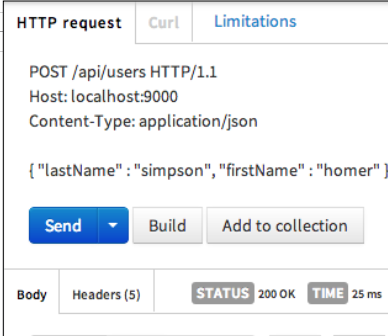 HTTP request Curl Limitations
POST /api/users HTTP/1.1
Host: localhost:9000
Content-Type: application/json
{ "lastName" : "simpson", "firstName" : "homer" }
Send Build Add to collection
Body Headers (5) STATUS 200 OK TIME 25 ms